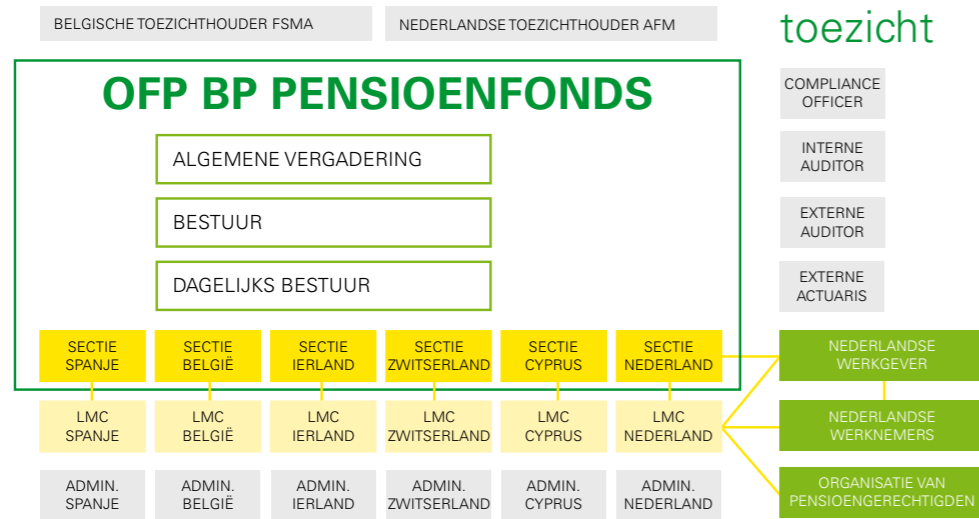 BELGISCHE TOEZICHTHOUDER FSMA
NEDERLANDSE TOEZICHTHOUDER AFM
toezicht
OFP BP PENSIOENFONDS
ALGEMENE VERGADERING
BESTUUR
DAGELIJKS BESTUUR
COMPLIANCE
OFFICER
INTERNE
AUDITOR
EXTERNE
AUDITOR
EXTERNE
ACTUARIS
SECTIE
SPANJE
SECTIE
BELGIË
SECTIE
IERLAND
SECTIE
ZWITSERLAND
SECTIE
CYPRUS
SECTIE
NEDERLAND
NEDERLANDSE
WERKGEVER
LMC
SPANJE
LMC
BELGIË
LMC
IERLAND
LMC
ZWITSERLAND
LMC
CYPRUS
LMC
NEDERLAND
NEDERLANDSE
WERKNEMERS
ADMIN.
SPANJE
ADMIN.
BELGIË
ADMIN.
IERLAND
ADMIN.
ZWITSERLAND
ADMIN.
CYPRUS
ADMIN.
NEDERLAND
ORGANISATIE VAN
PENSIOENGERECHTIGDEN